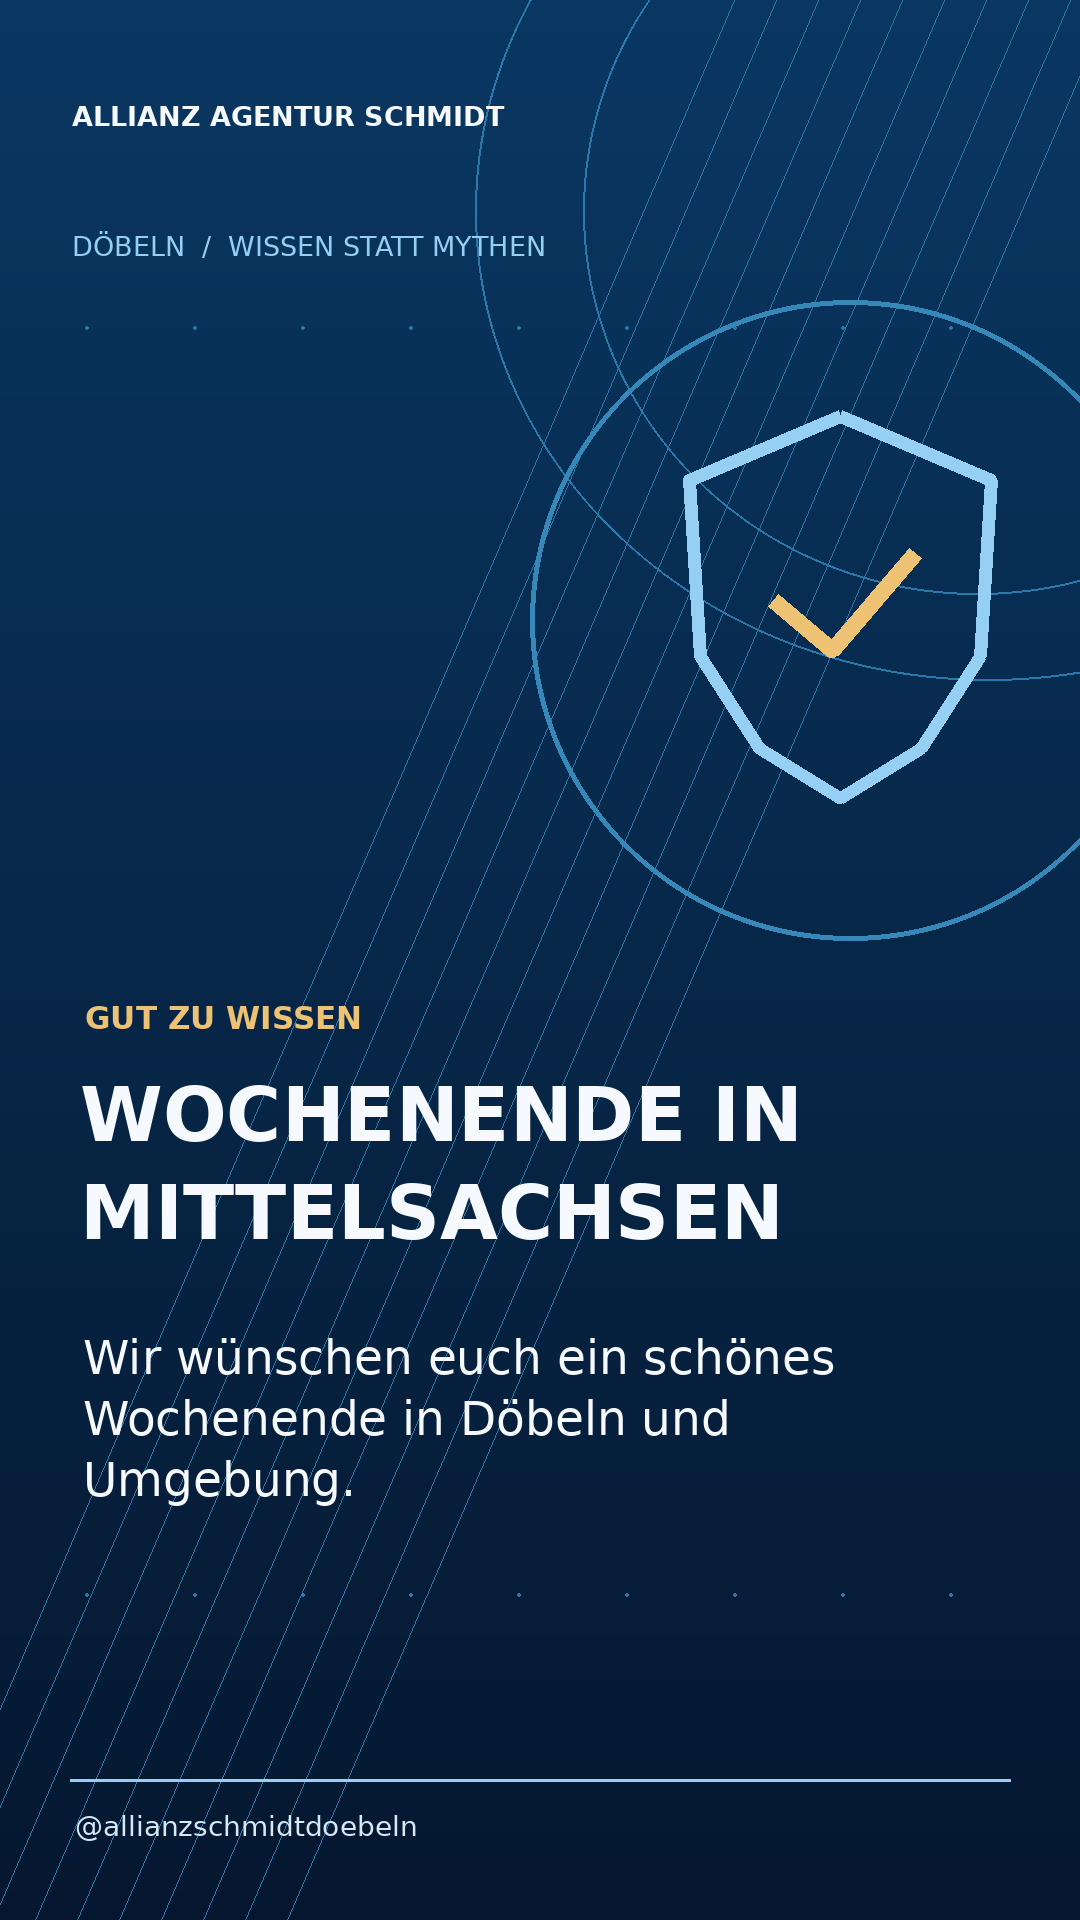 ALLIANZ AGENTUR SCHMIDT
DÖBELN / WISSEN STATT MYTHEN
GUT ZU WISSEN
WOCHENENDE IN
MITTELSACHSEN
Wir wünschen euch ein schönes
Wochenende in Döbeln und
Umgebung.
@allianzschmidtdoebeln